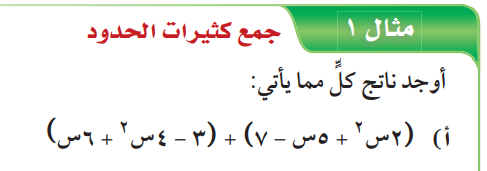 مثال ١
جمع كثيرات الحدود
أوجد ناتج كلٍّ مما يأتي:
أ) (٢س٢ + ٥س – ٧) + (٣ – ٤س٢ + ٦س)